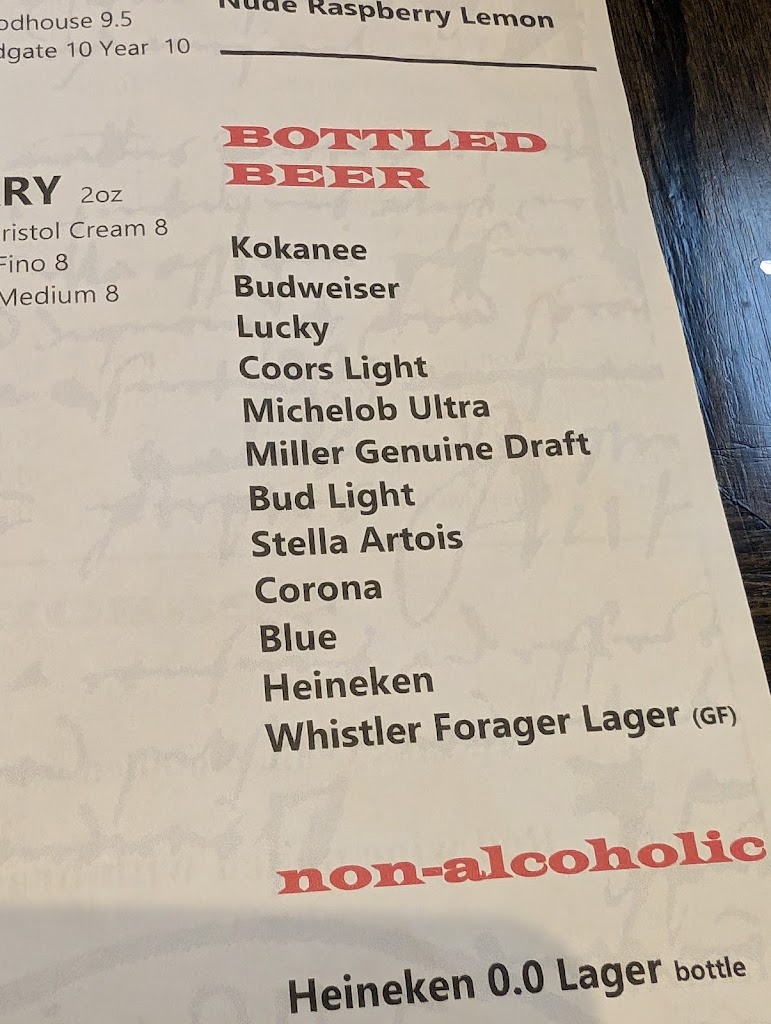 odhouse 9.5
dgate 10 Year 10
RY 2oz
ristol Cream 8
Fino 8
Medium 8
Nude Raspberry Lemon
BOTTLED
BEER
Kokanee
Budweiser
Lucky
Coors Light
Michelob Ultra
Miller Genuine Draft
Bud Light
Stella Artois
Corona
Blue
Heineken
Whistler Forager Lager (GF)
non-alcoholic
Heineken 0.0 Lager bottle